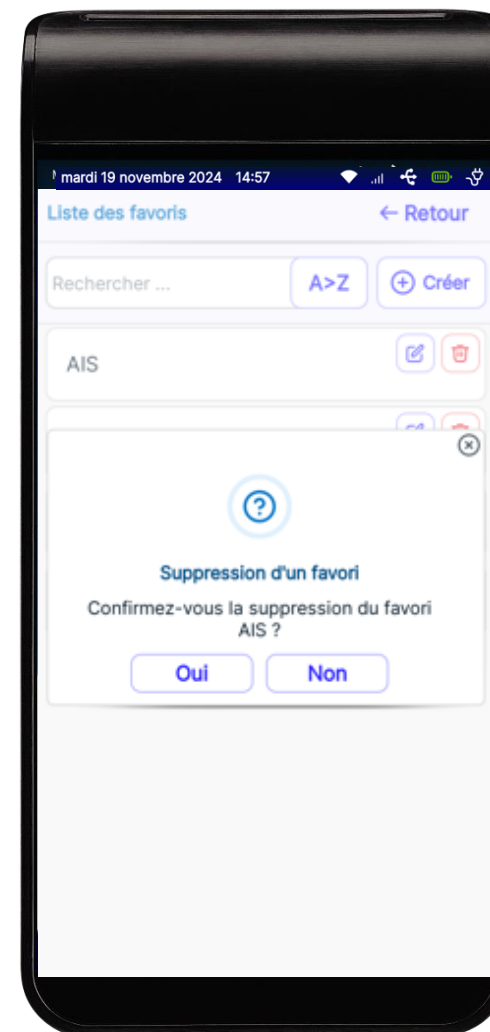 mardi 19 novembre 2024 14:57
Liste des favoris
← Retour
Rechercher ...
A>Z
Créer
AIS
Suppression d'un favori
Confirmez-vous la suppression du favori
AIS ?
Oui
Non